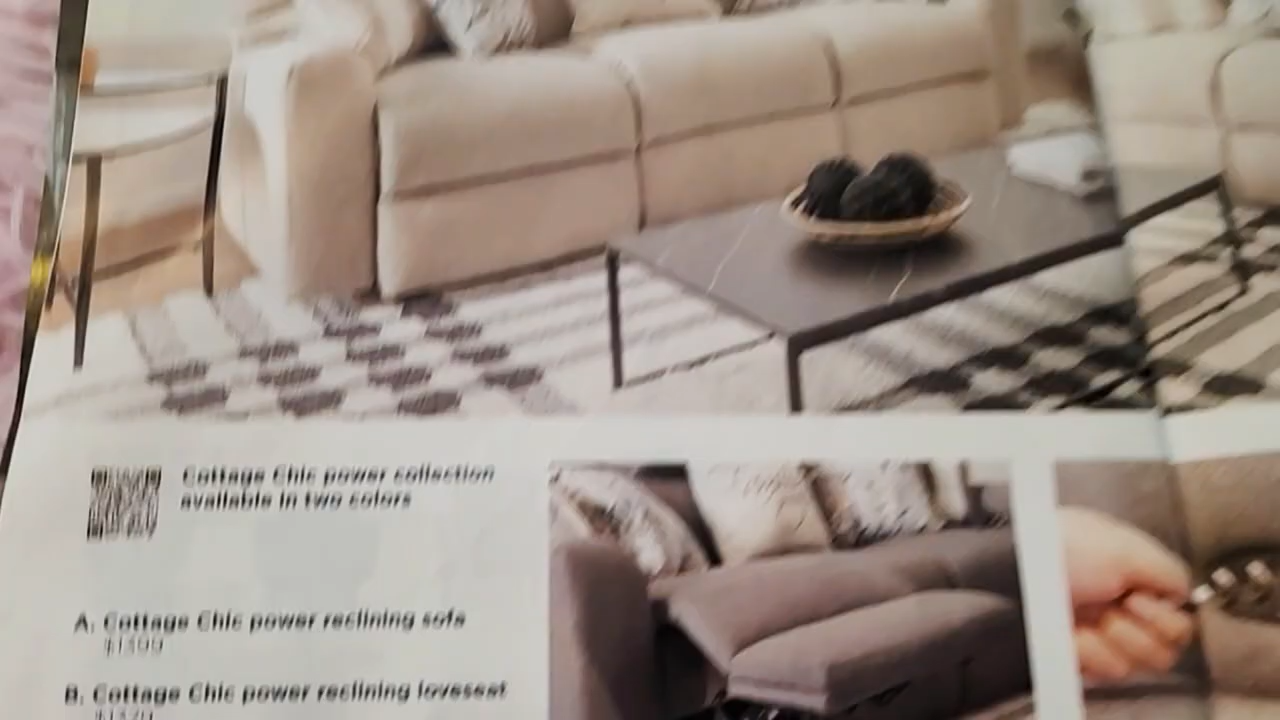 Cottage Chic power collection
available in two colors
A: Cottage Chic power reclining sofa
B. Cottage Chic power reclining loveseat